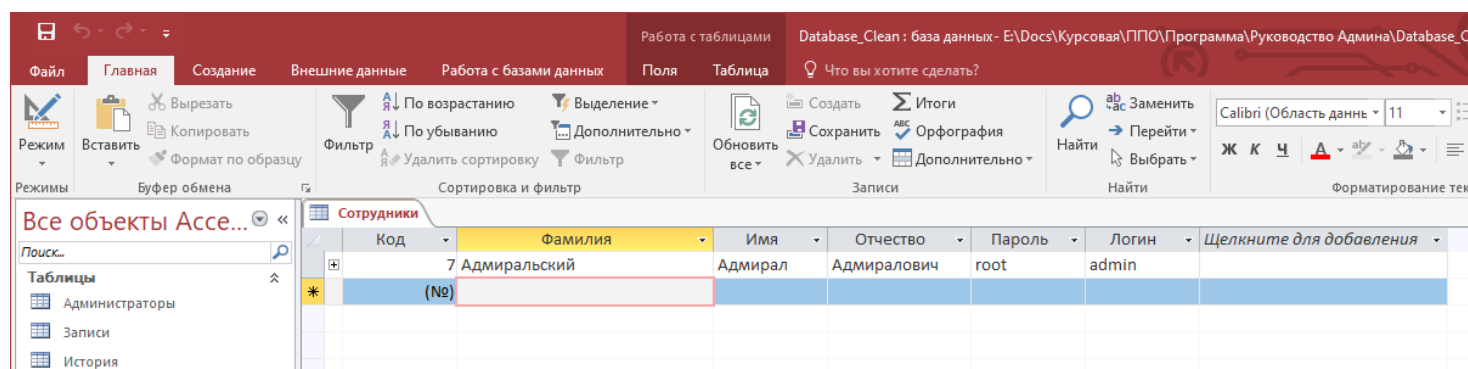 Работа с таблицами Database_Clean : база данных- E:\Docs\Курсовая\ППО\Программа\Руководство Админа\Database_C
Файл Главная Создание Внешние данные Работа с базами данных Поля Таблица Что вы хотите сделать?
Режим
Вставить
Вырезать
Копировать
Формат по образцу
Фильтр
По возрастанию
По убыванию
Удалить сортировку
Выделение
Дополнительно
Фильтр
Обновить
все
Создать
Сохранить
Удалить
Итоги
Орфография
Дополнительно
Найти
Заменить
Перейти
Выбрать
Calibri (Область даннь 11
Ж К Ч А
Режимы Буфер обмена Сортировка и фильтр Записи Найти Форматирование тек
Все объекты Acce... «
Поиск...
Таблицы
Администраторы
Записи
История
Сотрудники
Код Фамилия Имя Отчество Пароль Логин Щелкните для добавления
7 Адмиральский Адмирал Адмиралович root admin
(№)